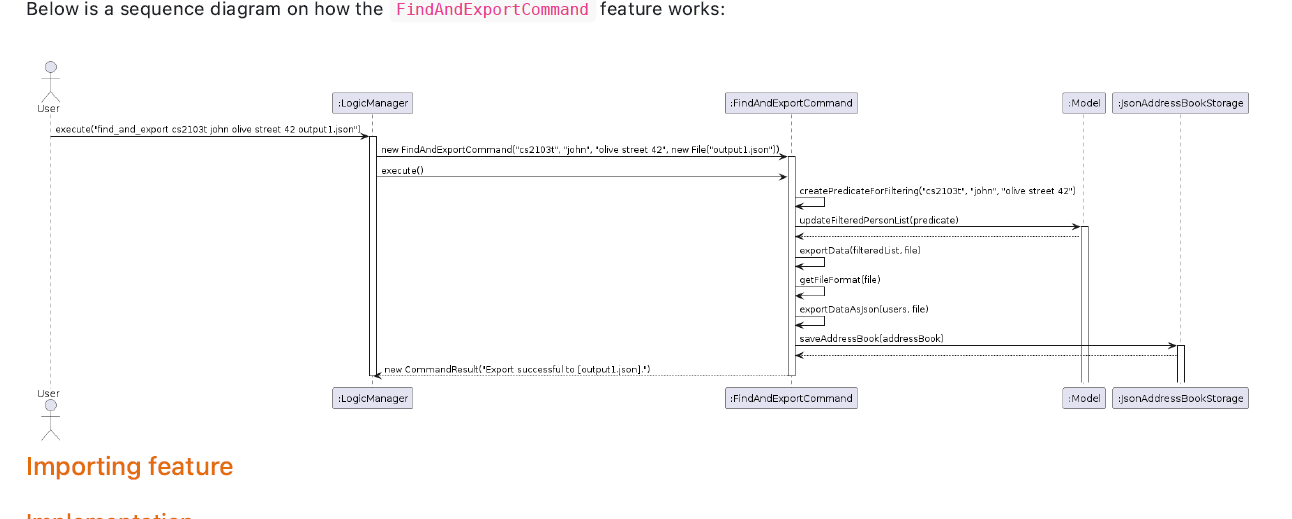 Below is a sequence diagram on how the FindAndExportCommand feature works:
User
:LogicManager
:FindAndExportCommand
:Model
:JsonAddressBookStorage
execute("find_and_export cs2103t john olive street 42 output1.json")
new FindAndExportCommand("cs2103t", "john", "olive street 42", new File("output1.json"))
execute()
createPredicateForFiltering("cs2103t", "john", "olive street 42")
updateFilteredPersonList(predicate)
exportData(filteredList, file)
getFileFormat(file)
exportDataAsJson(users, file)
saveAddressBook(addressBook)
new CommandResult("Export successful to [output1.json].")
User
:LogicManager
:FindAndExportCommand
:Model
:JsonAddressBookStorage
Importing feature
Implementation